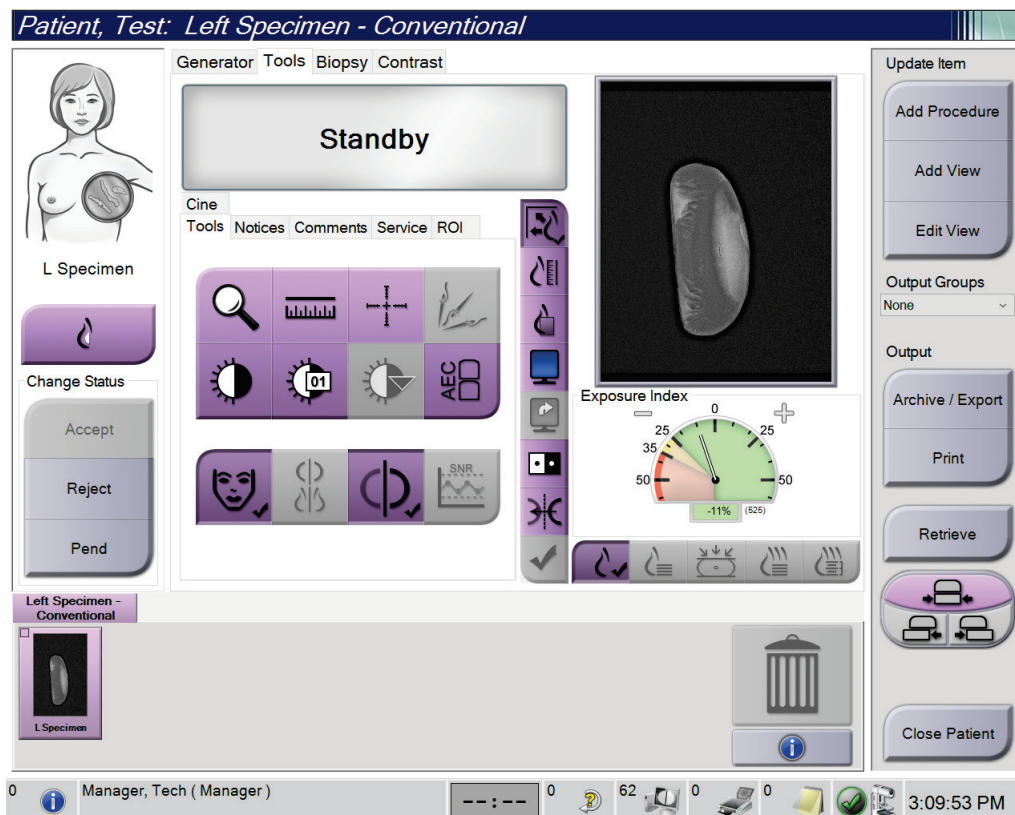 Patient, Test: Left Specimen - Conventional
Generator Tools Biopsy Contrast
Standby
Cine
Tools Notices Comments Service ROI
L Specimen
Change Status
Accept
Reject
Pend
01
AEC
SNR
Exposure Index
0
25 25
35
50 50
-11% (525)
Update Item
Add Procedure
Add View
Edit View
Output Groups
None
Output
Archive / Export
Print
Retrieve
Close Patient
Left Specimen -
Conventional
L Specimen
0 Manager, Tech ( Manager ) --:-- 0 62 0 0 3:09:53 PM